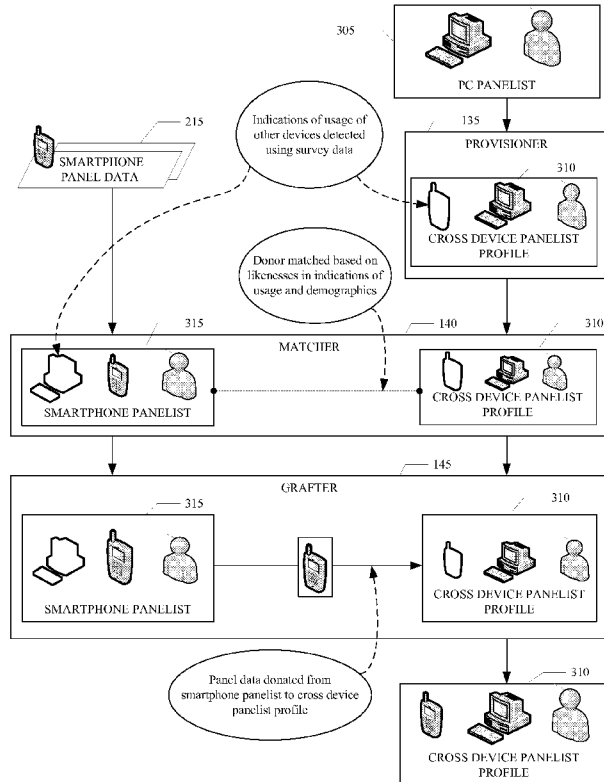 305
PC PANELIST
215
SMARTPHONE
PANEL DATA
Indications of usage of
other devices detected
using survey data
135
PROVISIONER
310
CROSS DEVICE PANELIST
PROFILE
Donor matched based on
likenesses in indications of
usage and demographics
315
140
310
MATCHER
SMARTPHONE PANELIST
CROSS DEVICE PANELIST
PROFILE
145
GRAFTER
315
310
SMARTPHONE PANELIST
CROSS DEVICE PANELIST
PROFILE
Panel data donated from
smartphone panelist to cross device
panelist profile
310
CROSS DEVICE PANELIST
PROFILE